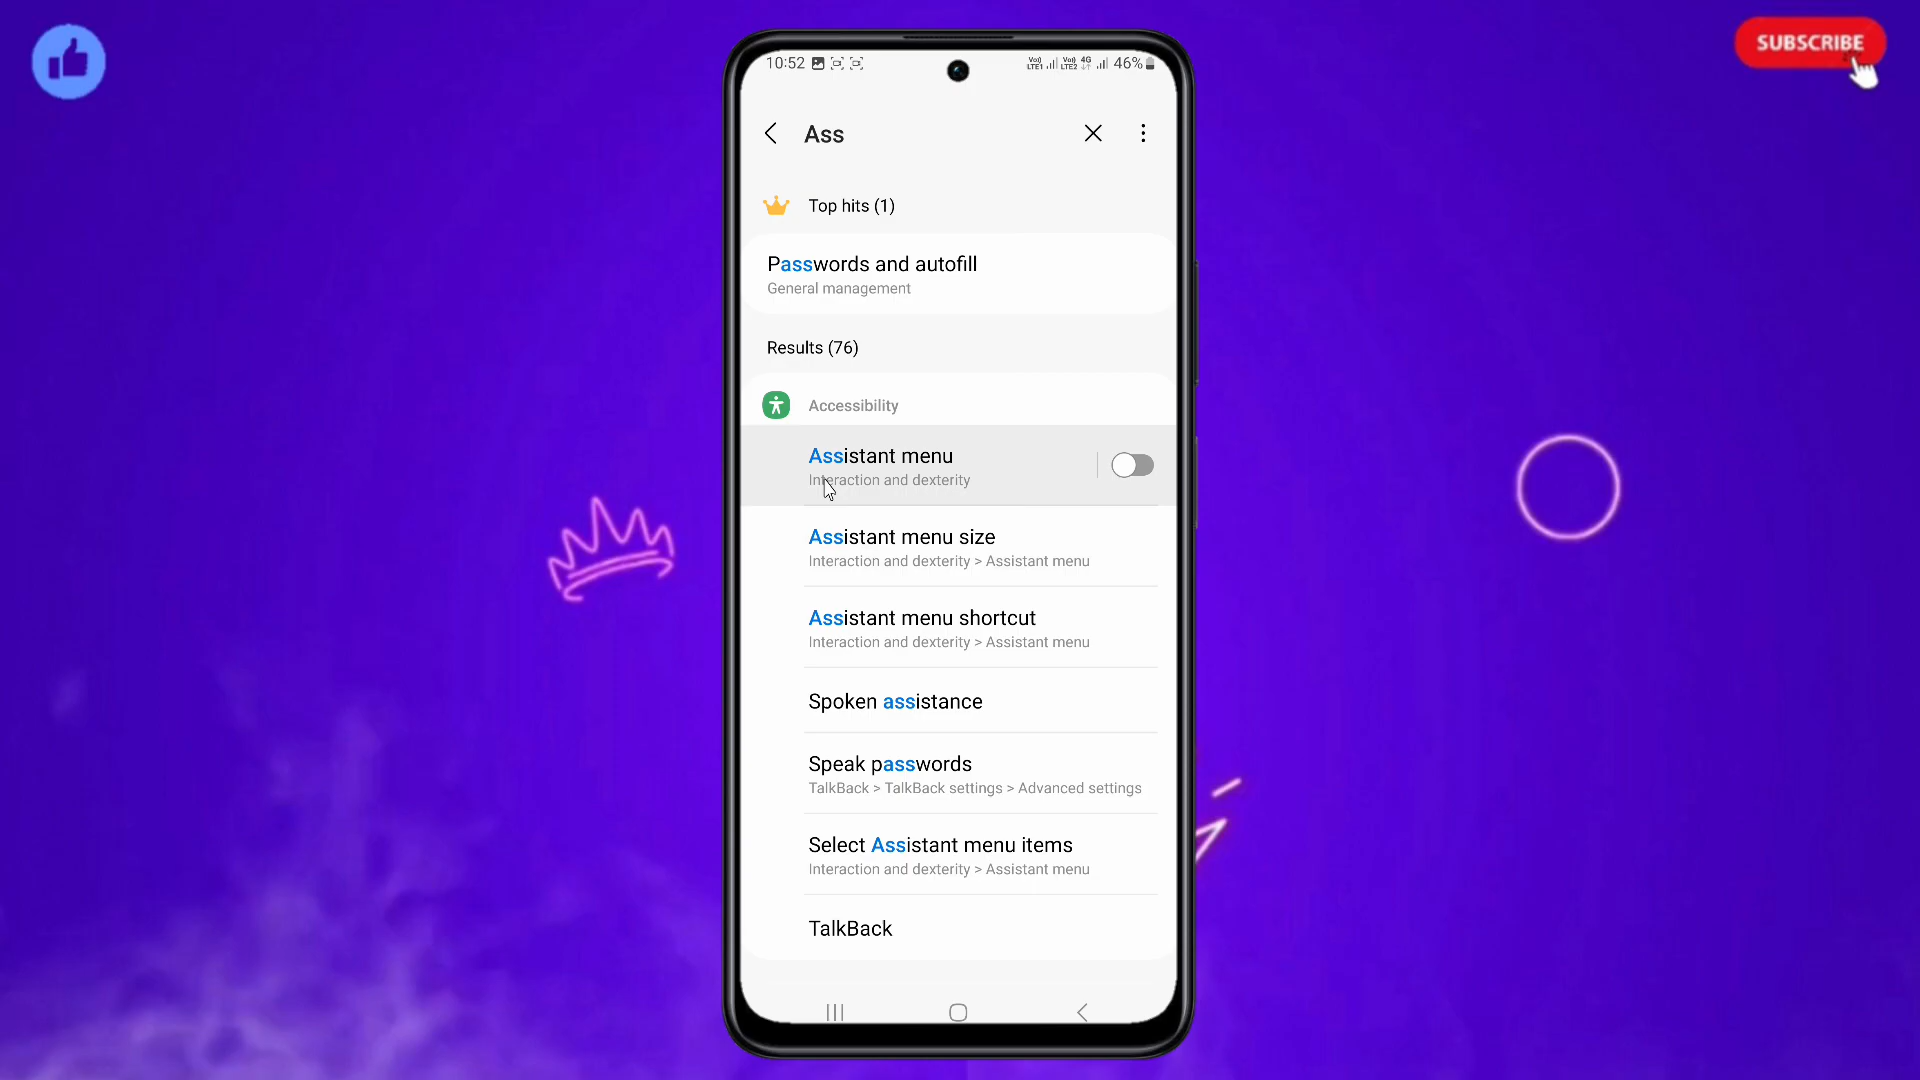 SUBSCRIBE
10:52 46%
Ass
Top hits (1)
Passwords and autofill
General management
Results (76)
Accessibility
Assistant menu
Interaction and dexterity
Assistant menu size
Interaction and dexterity > Assistant menu
Assistant menu shortcut
Interaction and dexterity > Assistant menu
Spoken assistance
Speak passwords
TalkBack > TalkBack settings > Advanced settings
Select Assistant menu items
Interaction and dexterity > Assistant menu
TalkBack